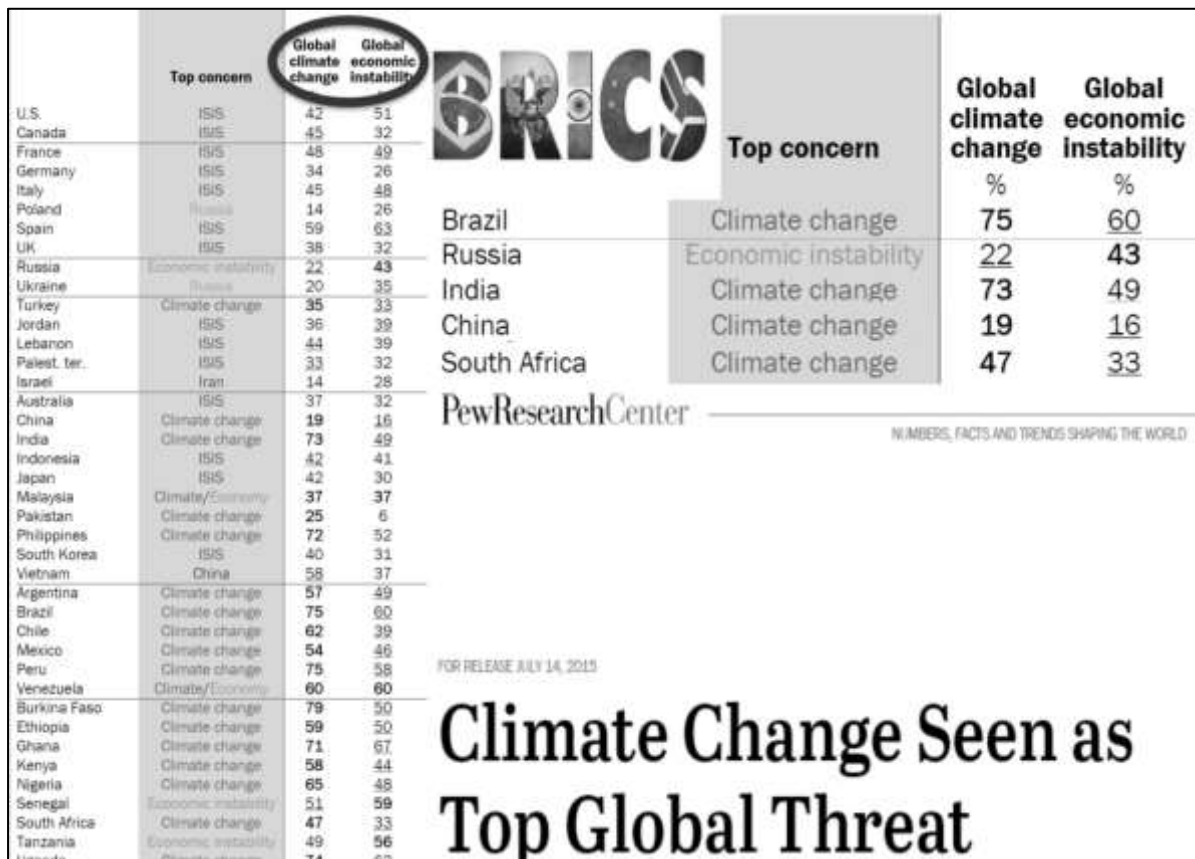 Global Global
climate economic
Top concern change instability
U.S. ISIS 42 51
Canada ISIS 45 32
France ISIS 48 49
Germany ISIS 34 26
Italy ISIS 45 48
Poland Russia 14 26
Spain ISIS 59 63
UK ISIS 38 32
Russia Economic instability 22 43
Ukraine Russia 20 35
Turkey Climate change 35 33
Jordan ISIS 36 39
Lebanon ISIS 44 39
Palest. ter. ISIS 33 32
Israel Iran 14 28
Australia ISIS 37 32
China Climate change 19 16
India Climate change 73 49
Indonesia ISIS 42 41
Japan ISIS 42 30
Malaysia Climate/Economy 37 37
Pakistan Climate change 25 6
Philippines Climate change 72 52
South Korea ISIS 40 31
Vietnam China 58 37
Argentina Climate change 57 49
Brazil Climate change 75 60
Chile Climate change 62 39
Mexico Climate change 54 46
Peru Climate change 75 58
Venezuela Climate/Economy 60 60
Burkina Faso Climate change 79 50
Ethiopia Climate change 59 50
Ghana Climate change 71 67
Kenya Climate change 58 44
Nigeria Climate change 65 48
Senegal Economic instability 51 59
South Africa Climate change 47 33
Tanzania Economic instability 49 56
BRICS
Global Global
climate economic
Top concern change instability
% %
Brazil Climate change 75 60
Russia Economic instability 22 43
India Climate change 73 49
China Climate change 19 16
South Africa Climate change 47 33
PewResearchCenter
NUMBERS, FACTS AND TRENDS SHAPING THE WORLD
FOR RELEASE JULY 14, 2015
Climate Change Seen as
Top Global Threat